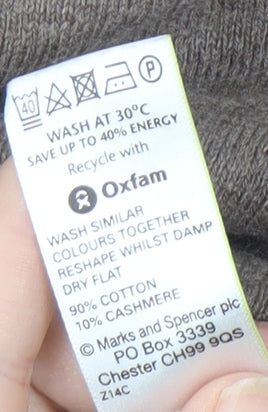 40 P
WASH AT 30°C
SAVE UP TO 40% ENERGY
Recycle with
Oxfam
WASH SIMILAR
COLOURS TOGETHER
RESHAPE WHILST DAMP
DRY FLAT
90% COTTON
10% CASHMERE
© Marks and Spencer plc
PO Box 3339
Chester CH99 9QS
Z14C